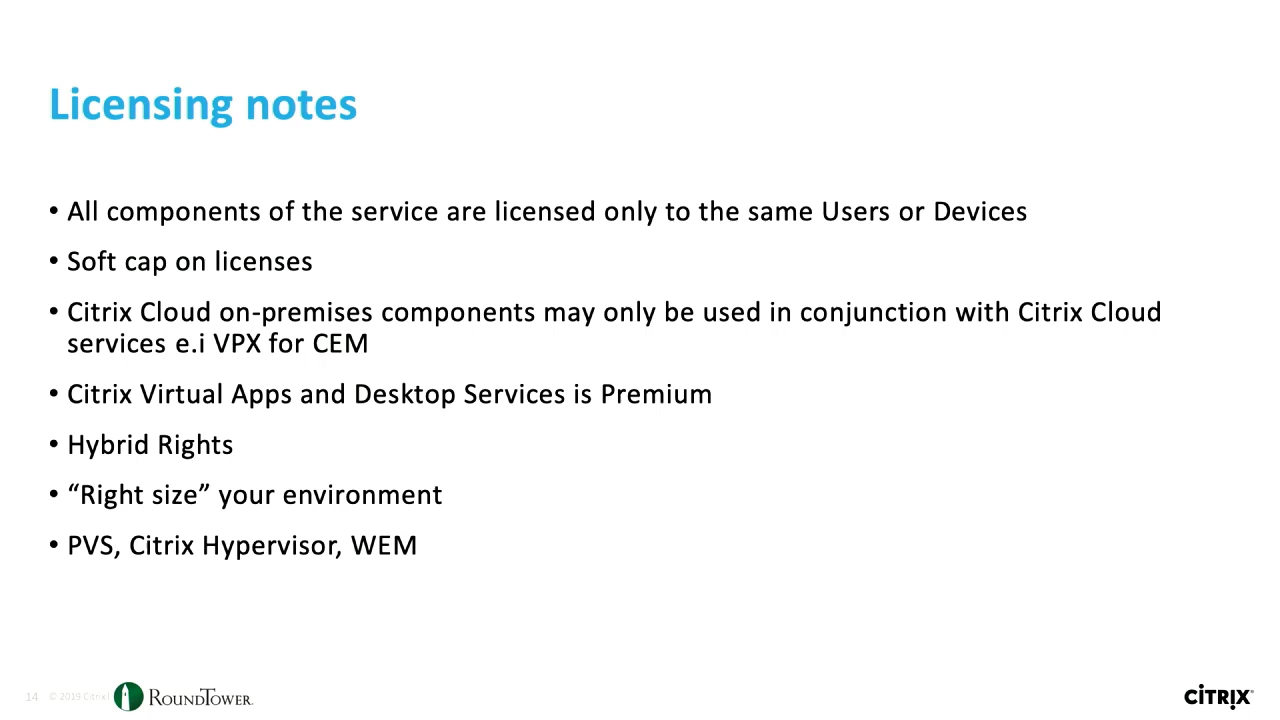 Licensing notes
• All components of the service are licensed only to the same Users or Devices
• Soft cap on licenses
• Citrix Cloud on-premises components may only be used in conjunction with Citrix Cloud
services e.i VPX for CEM
• Citrix Virtual Apps and Desktop Services is Premium
• Hybrid Rights
• “Right size” your environment
• PVS, Citrix Hypervisor, WEM
14 © 2019 Citrix | ROUNDTOWER. CITRIX